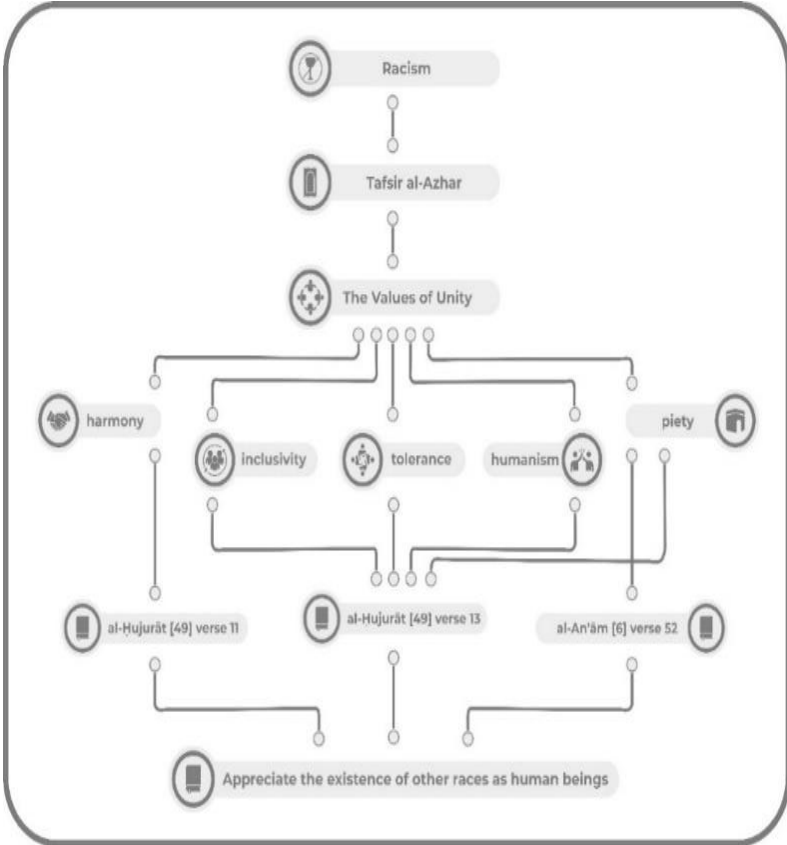 Racism
Tafsir al-Azhar
The Values of Unity
harmony
piety
inclusivity
tolerance
humanism
al-Ḥujurāt [49] verse 11
al-Ḥujurāt [49] verse 13
al-An'ām [6] verse 52
Appreciate the existence of other races as human beings